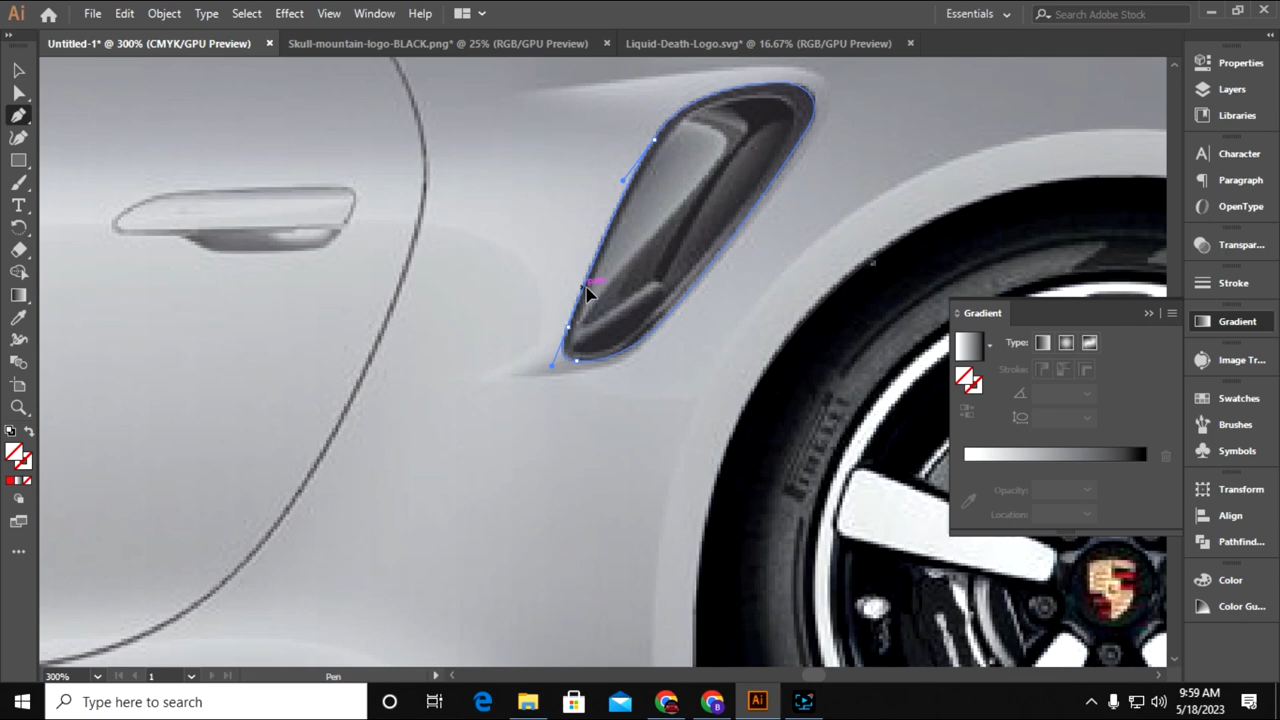 Ai File Edit Object Type Select Effect View Window Help Essentials Search Adobe Stock
Untitled-1* @ 300% (CMYK/GPU Preview) Skull-mountain-logo-BLACK.png* @ 25% (RGB/GPU Preview) Liquid-Death-Logo.svg* @ 16.67% (RGB/GPU Preview)
Properties
Layers
Libraries
Character
Paragraph
OpenType
Transpar...
Stroke
Gradient
Image Tr...
Swatches
Brushes
Symbols
Transform
Align
Pathfind...
Color
Color Gu...
Gradient
Type:
Stroke:
Opacity:
Location:
PIRELLI
300% 1 Pen
Type here to search
Ai
9:59 AM
5/18/2023